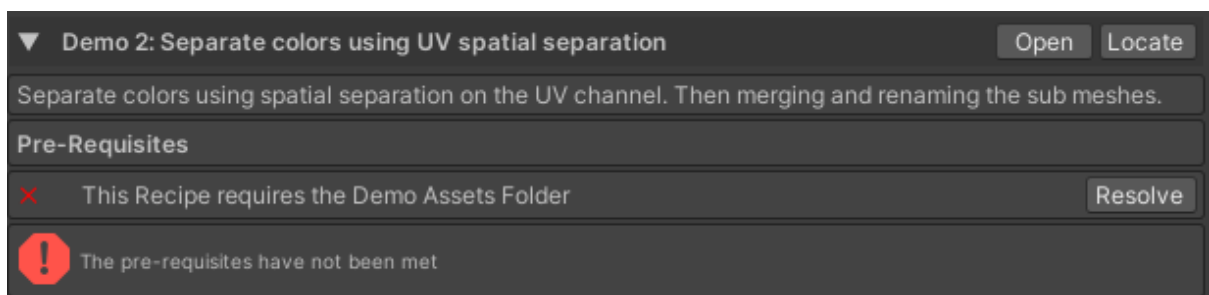 Demo 2: Separate colors using UV spatial separation Open Locate
Separate colors using spatial separation on the UV channel. Then merging and renaming the sub meshes.
Pre-Requisites
This Recipe requires the Demo Assets Folder Resolve
The pre-requisites have not been met